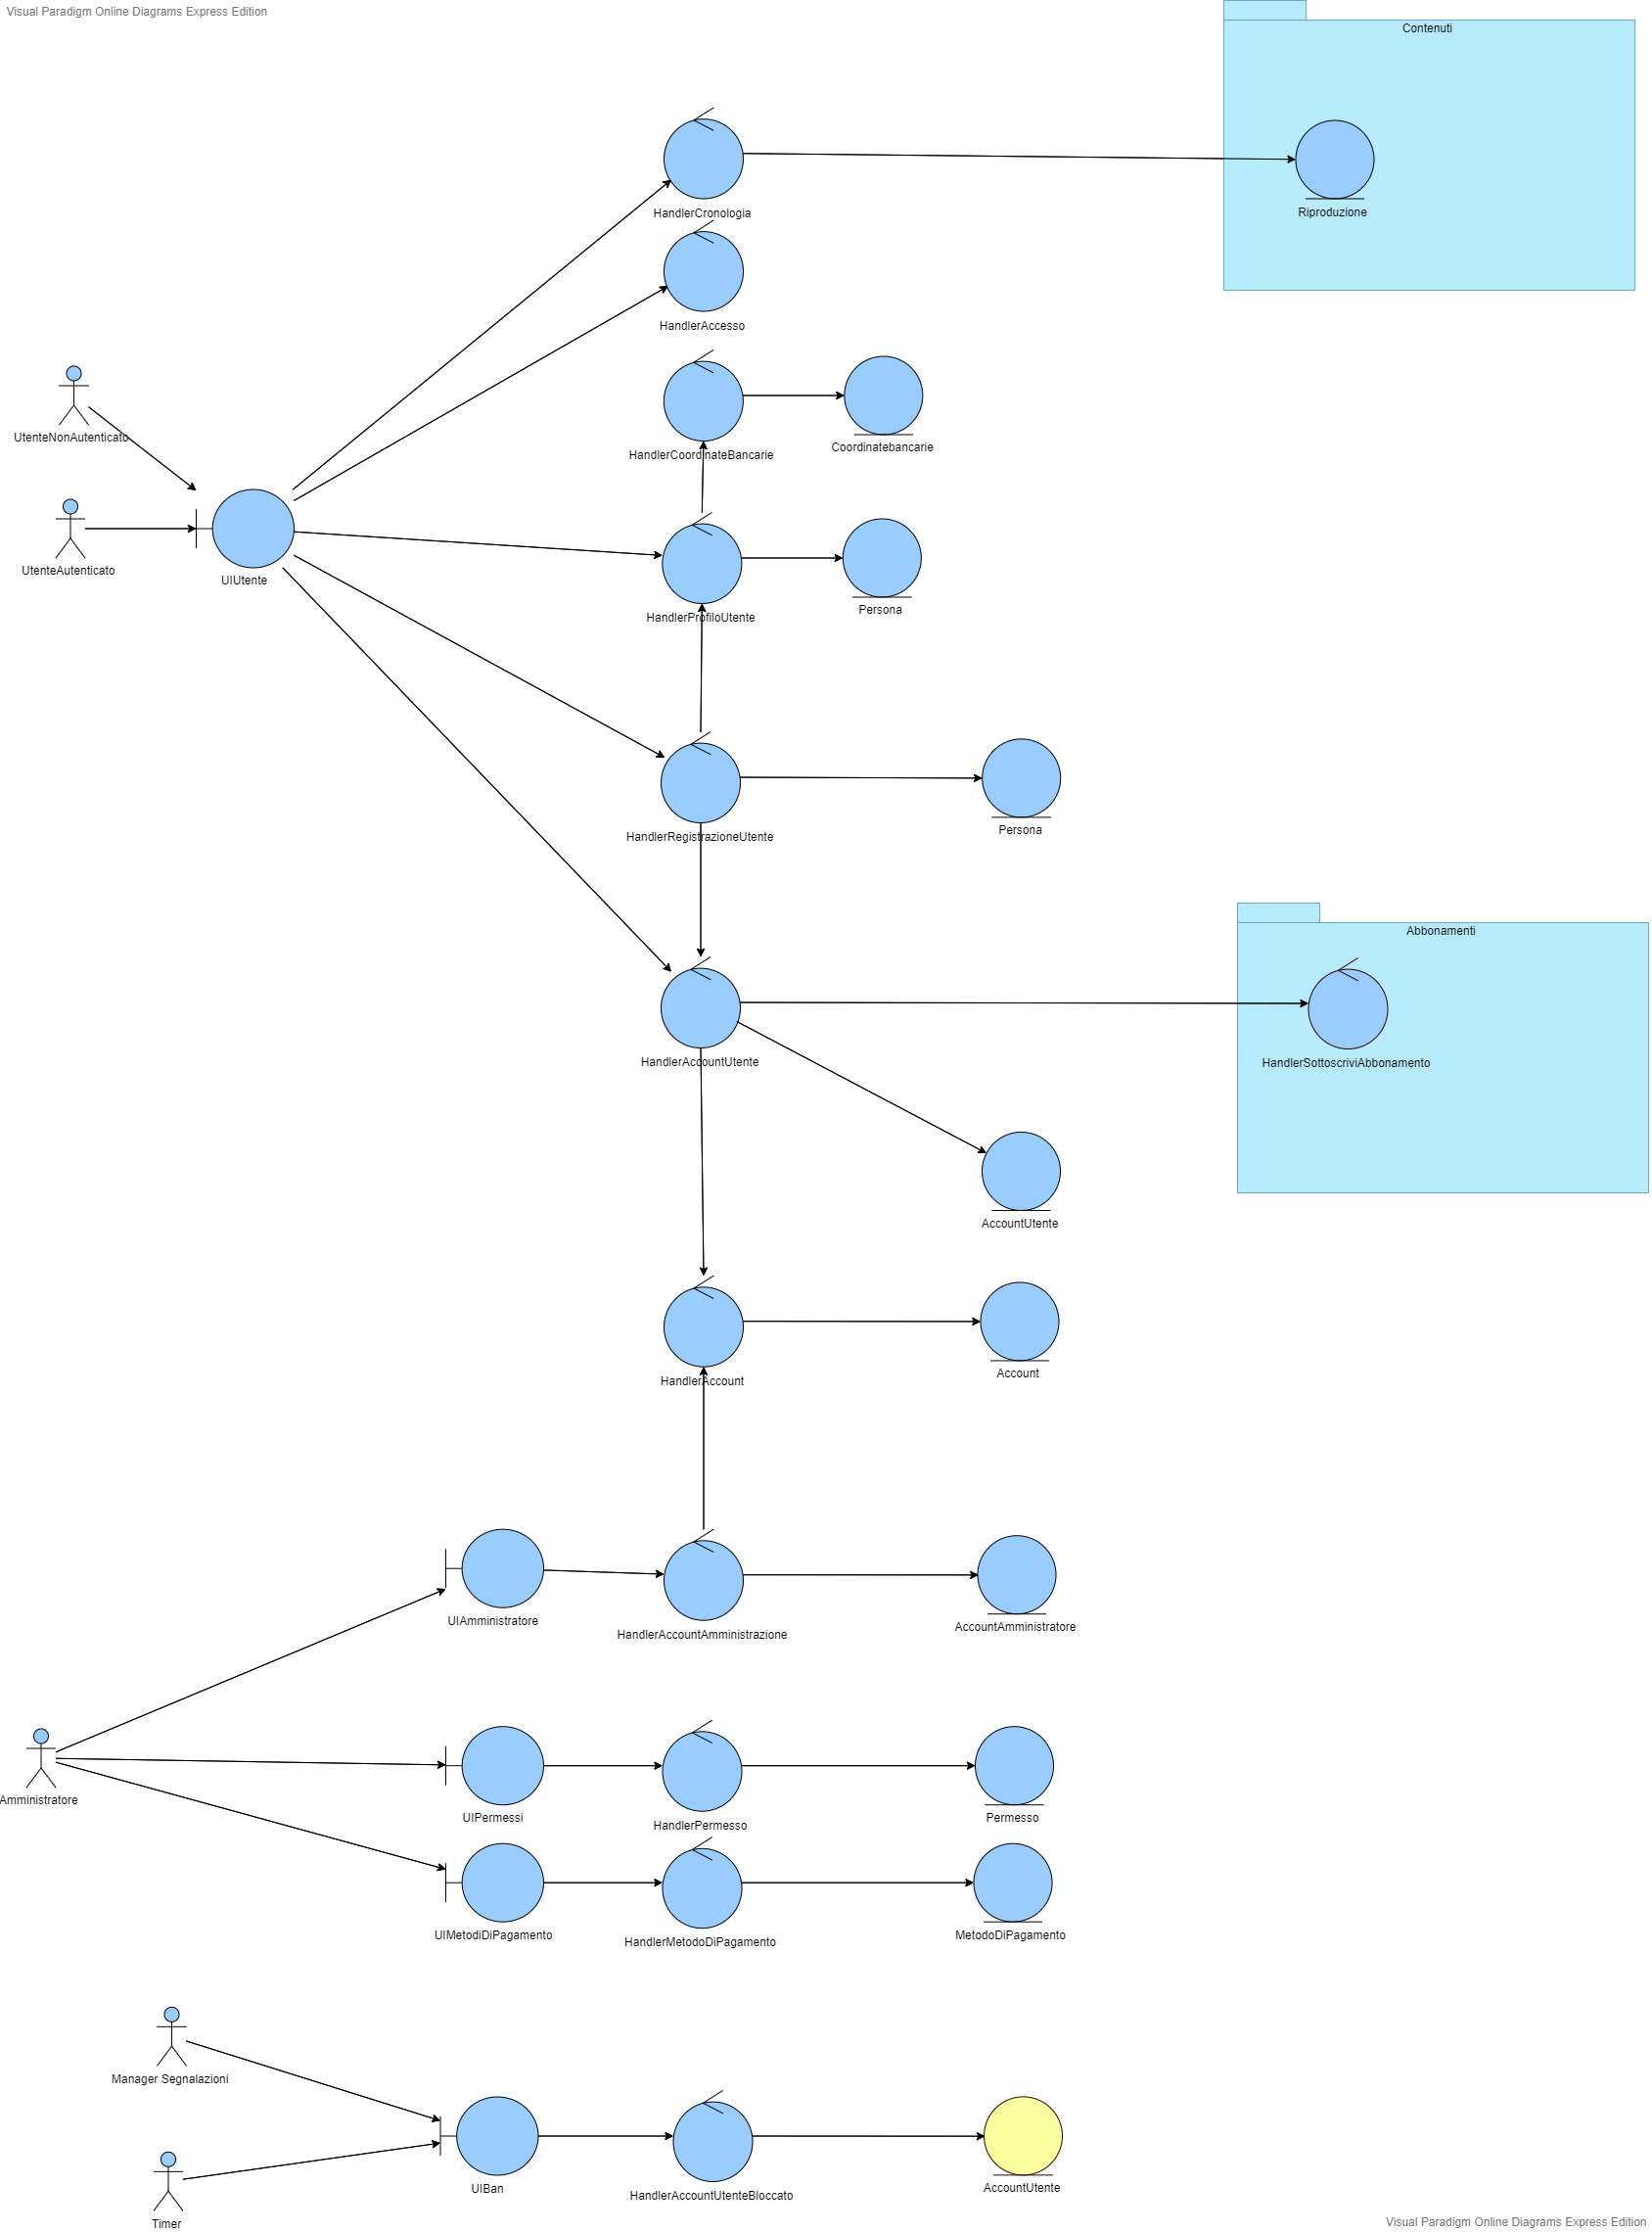 Visual Paradigm Online Diagrams Express Edition
Contenuti
HandlerCronologia
Riproduzione
HandlerAccesso
UtenteNonAutenticato
HandlerCoordinateBancarie
Coordinatebancarie
UtenteAutenticato
UIUtente
HandlerProfiloUtente
Persona
HandlerRegistrazioneUtente
Persona
Abbonamenti
HandlerAccountUtente
HandlerSottoscriviAbbonamento
AccountUtente
HandlerAccount
Account
UIAmministratore
HandlerAccountAmministrazione
AccountAmministratore
Amministratore
UIPermessi
HandlerPermesso
Permesso
UIMetodiDiPagamento
HandlerMetodoDiPagamento
MetodoDiPagamento
Manager Segnalazioni
UIBan
HandlerAccountUtenteBloccato
AccountUtente
Timer
Visual Paradigm Online Diagrams Express Edition